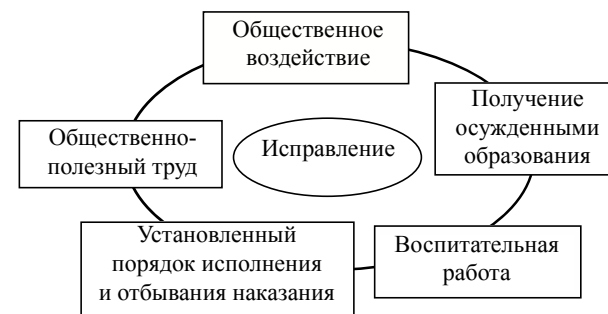 Общественное
воздействие
Получение
осужденными
образования
Общественно-
полезный труд
Исправление
Установленный
порядок исполнения
и отбывания наказания
Воспитательная
работа